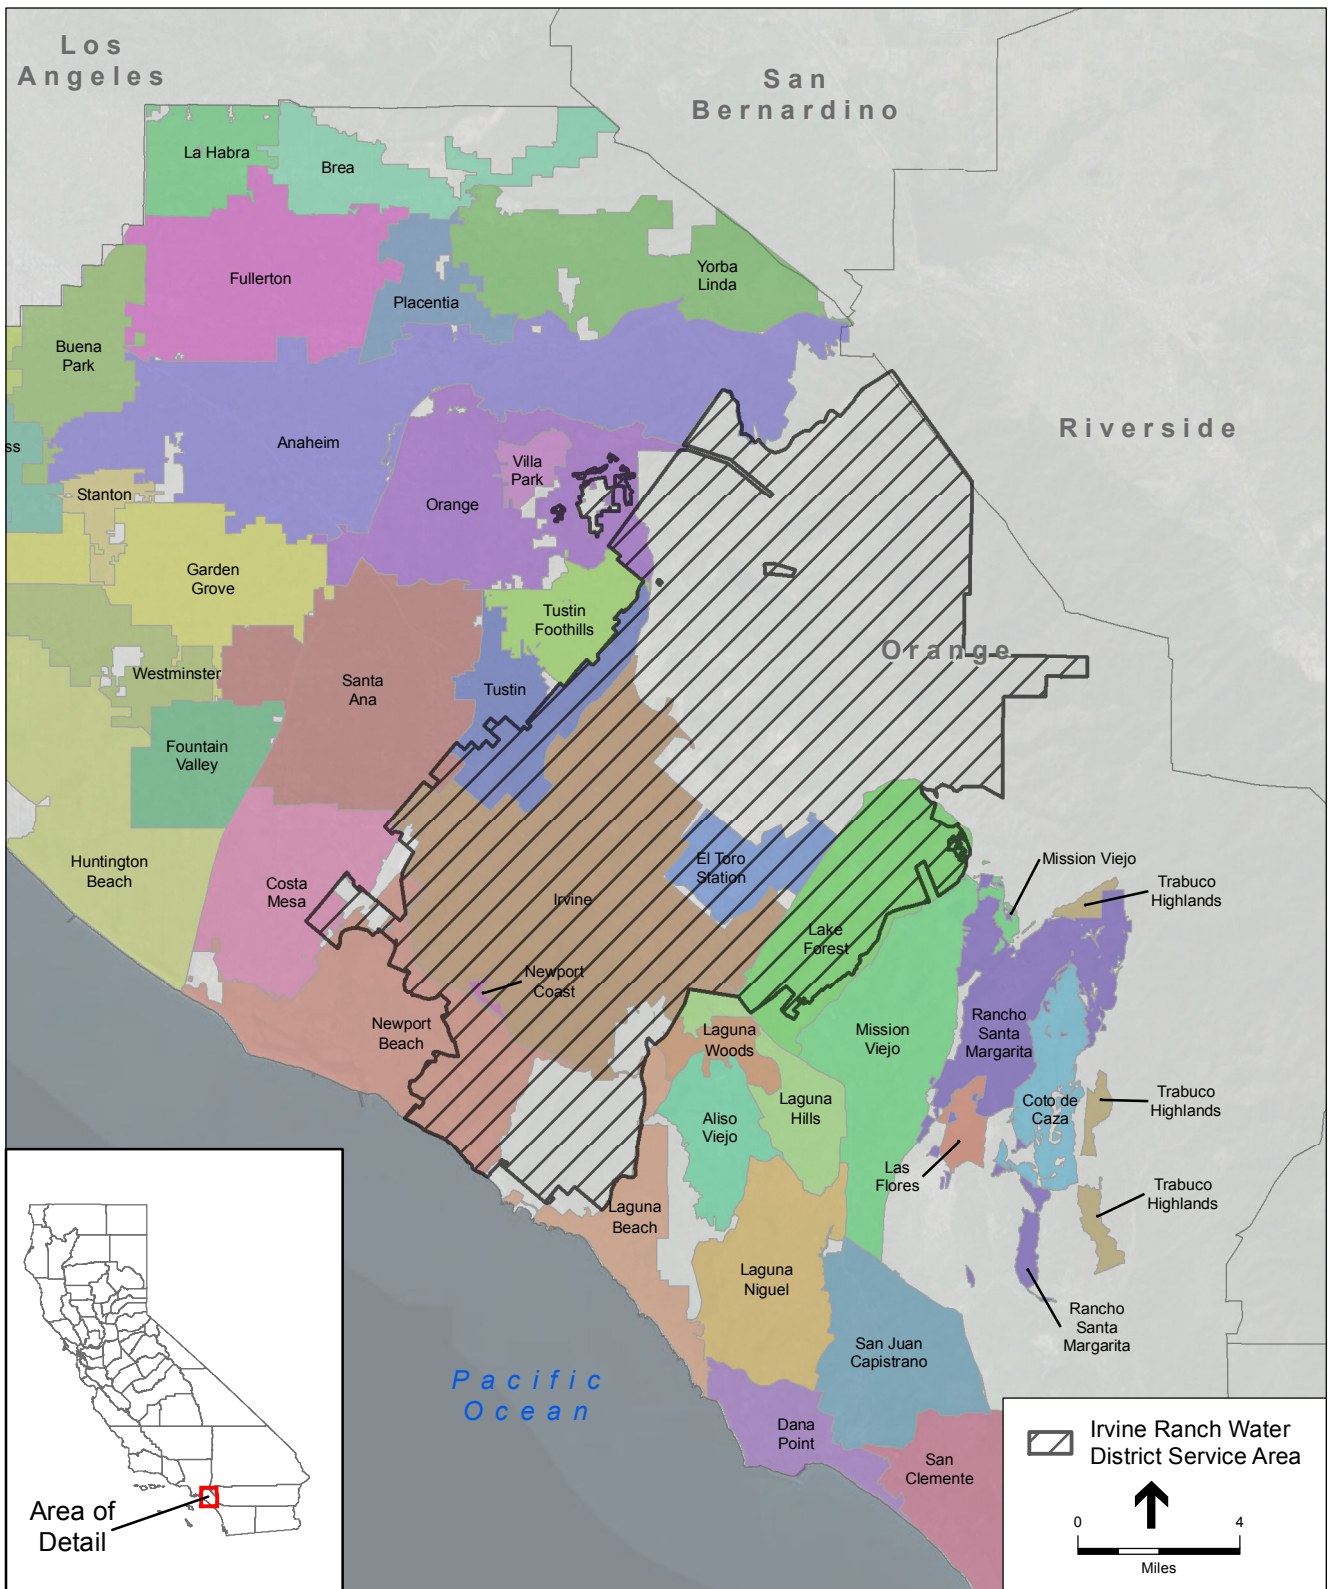 Los
Angeles
San
Bernardino
La Habra
Brea
Fullerton
Yorba
Linda
Placentia
Buena
Park
Riverside
Anaheim
ss
Villa
Park
Stanton
Orange
Garden
Grove
Tustin
Foothills
Orange
Westminster
Santa
Ana
Tustin
Fountain
Valley
Huntington
Beach
Costa
Mesa
El Toro
Station
Irvine
Mission Viejo
Trabuco
Highlands
Lake
Forest
Newport
Coast
Newport
Beach
Laguna
Woods
Mission
Viejo
Rancho
Santa
Margarita
Aliso
Viejo
Laguna
Hills
Coto de
Caza
Trabuco
Highlands
Las
Flores
Laguna
Beach
Trabuco
Highlands
Laguna
Niguel
Rancho
Santa
Margarita
San Juan
Capistrano
Pacific
Ocean
Dana
Point
San
Clemente
Area of
Detail
Irvine Ranch Water
District Service Area
0 4
Miles